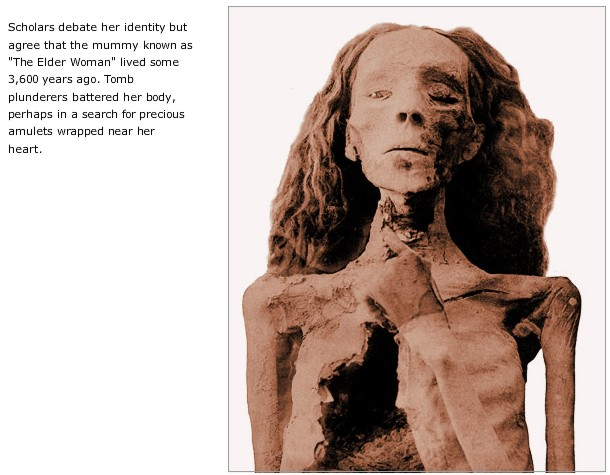 Scholars debate her identity but
agree that the mummy known as
"The Elder Woman" lived some
3,600 years ago. Tomb
plunderers battered her body,
perhaps in a search for precious
amulets wrapped near her
heart.